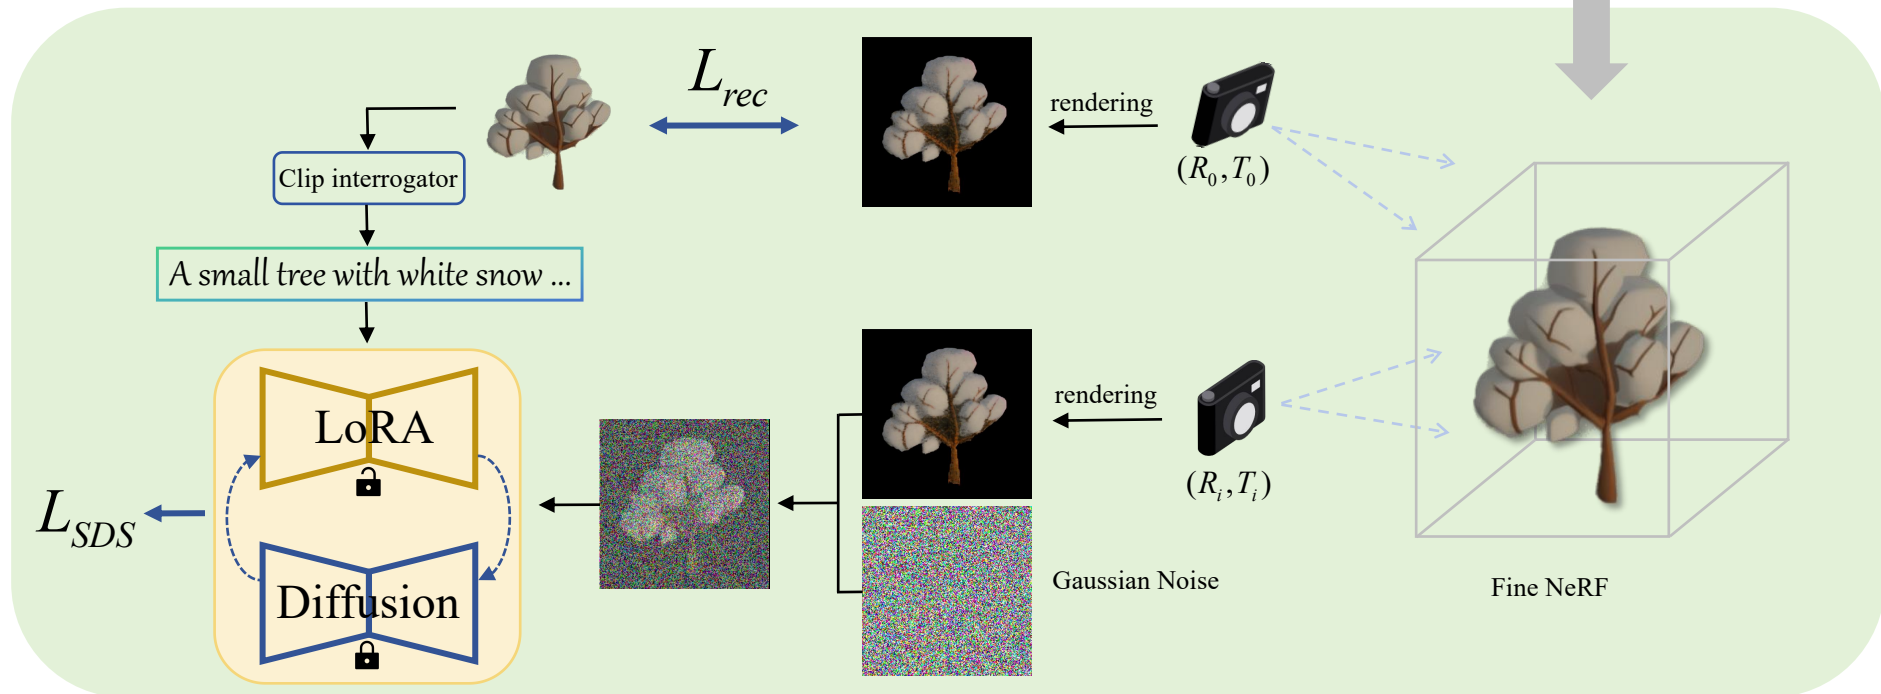 L_rec
rendering
(R_0, T_0)
Clip interrogator
A small tree with white snow ...
LoRA
rendering
(R_i, T_i)
L_SDS
Diffusion
Gaussian Noise
Fine NeRF